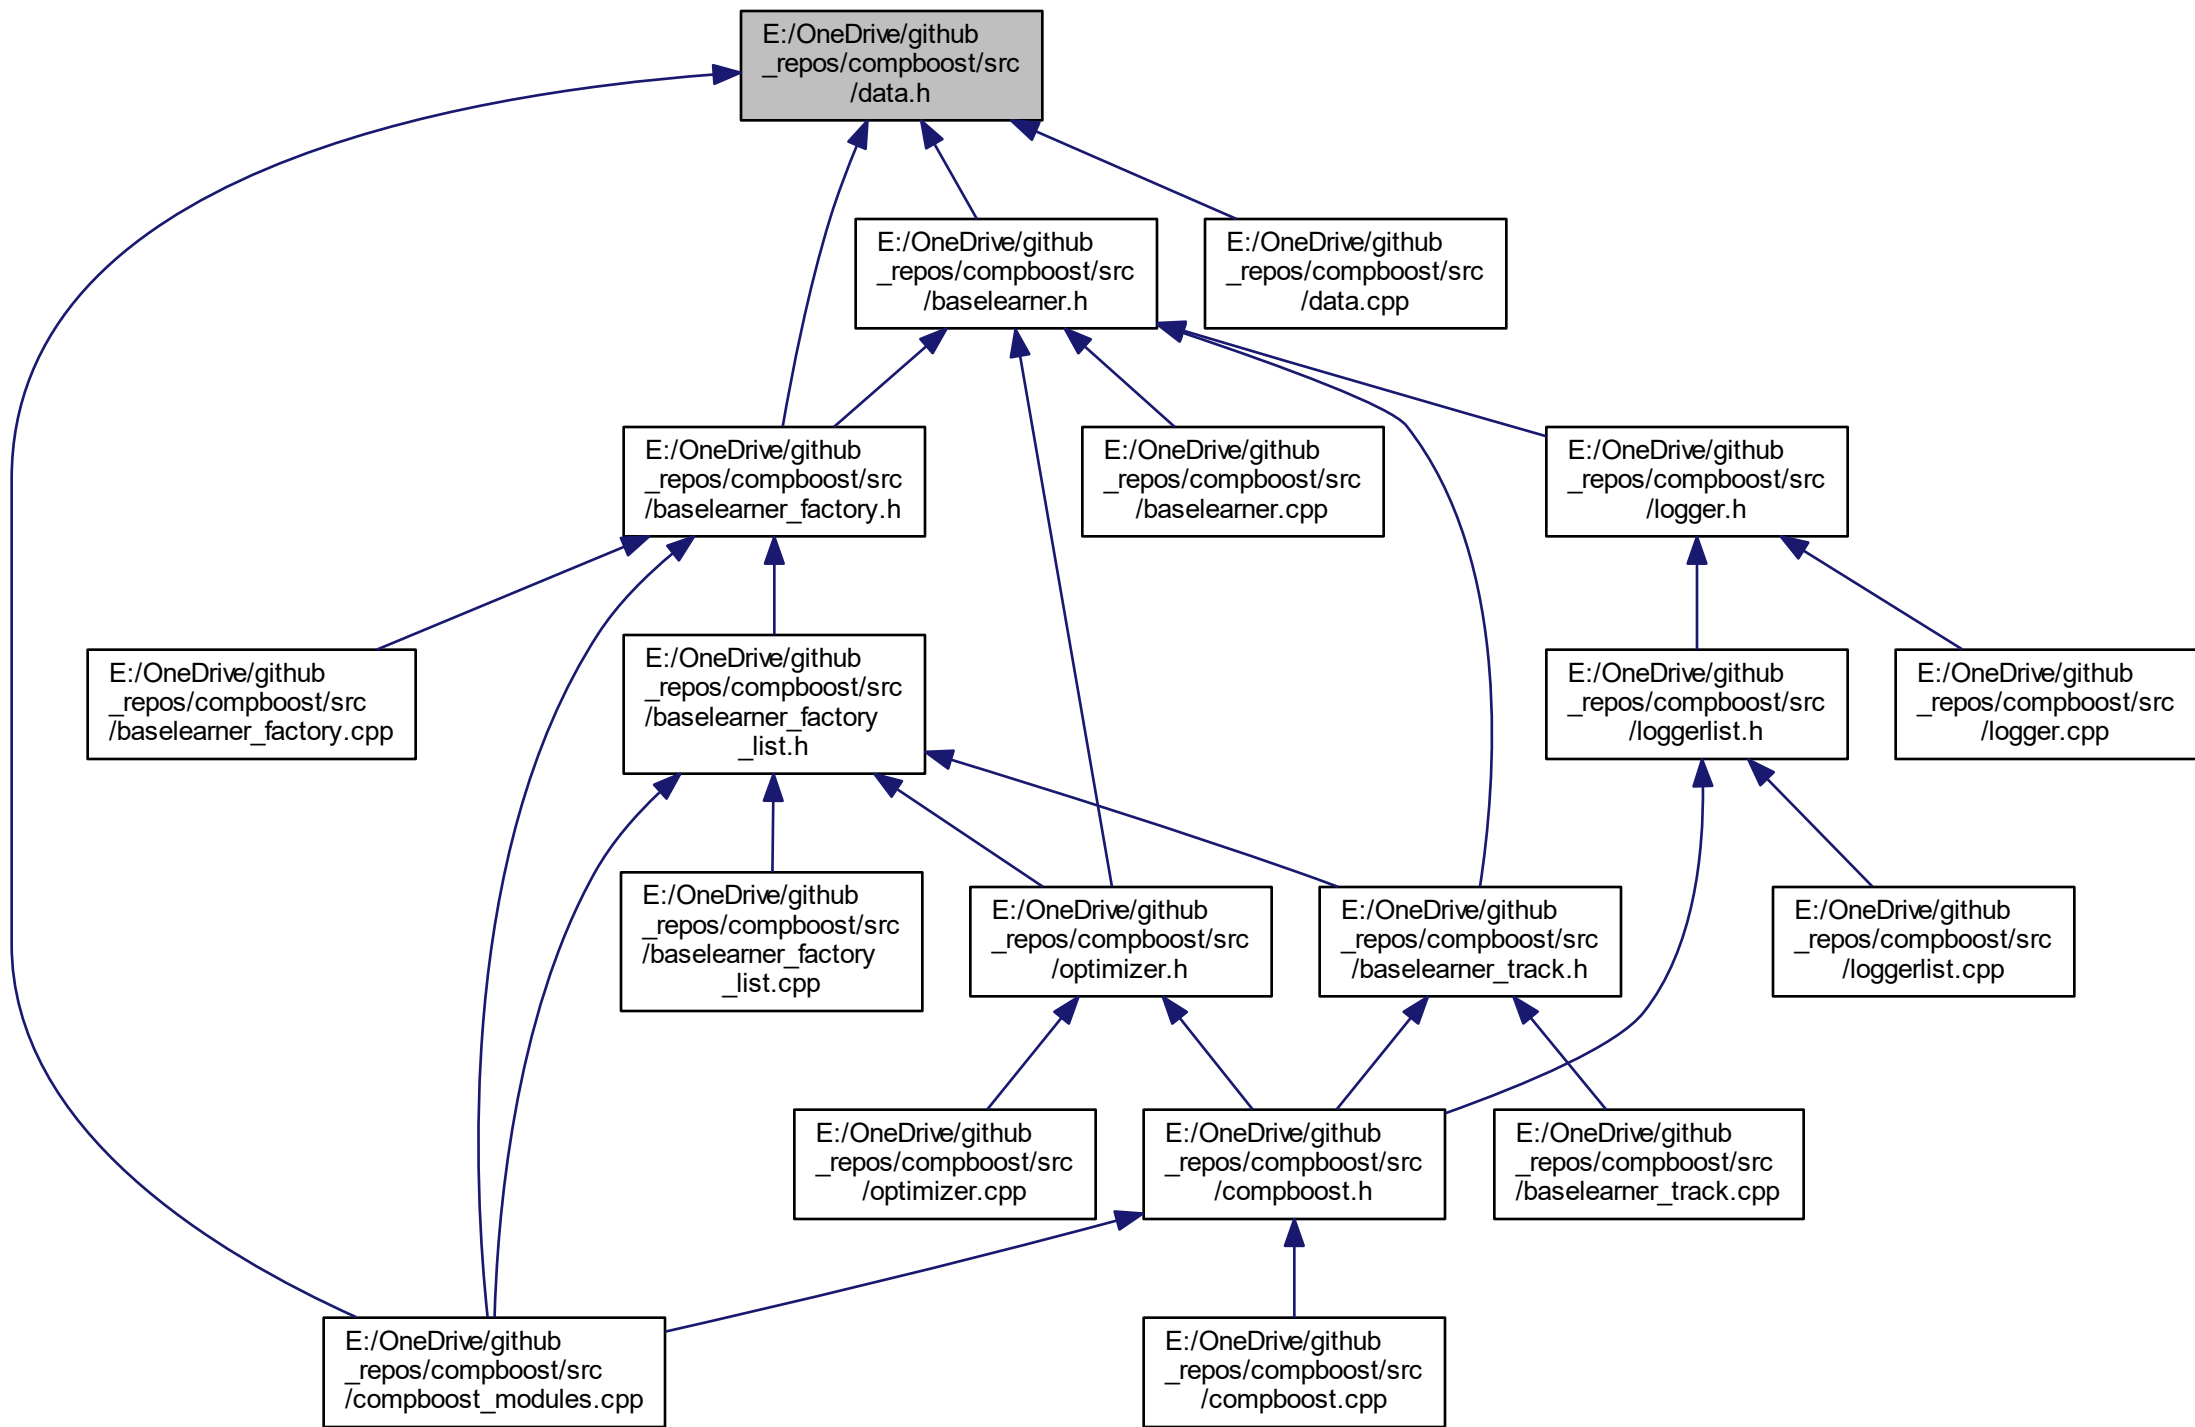 E:/OneDrive/github
_repos/compboost/src
/data.h
E:/OneDrive/github
_repos/compboost/src
/baselearner.h
E:/OneDrive/github
_repos/compboost/src
/data.cpp
E:/OneDrive/github
_repos/compboost/src
/baselearner_factory.h
E:/OneDrive/github
_repos/compboost/src
/baselearner.cpp
E:/OneDrive/github
_repos/compboost/src
/logger.h
E:/OneDrive/github
_repos/compboost/src
/baselearner_factory.cpp
E:/OneDrive/github
_repos/compboost/src
/baselearner_factory
_list.h
E:/OneDrive/github
_repos/compboost/src
/loggerlist.h
E:/OneDrive/github
_repos/compboost/src
/logger.cpp
E:/OneDrive/github
_repos/compboost/src
/baselearner_factory
_list.cpp
E:/OneDrive/github
_repos/compboost/src
/optimizer.h
E:/OneDrive/github
_repos/compboost/src
/baselearner_track.h
E:/OneDrive/github
_repos/compboost/src
/loggerlist.cpp
E:/OneDrive/github
_repos/compboost/src
/optimizer.cpp
E:/OneDrive/github
_repos/compboost/src
/compboost.h
E:/OneDrive/github
_repos/compboost/src
/baselearner_track.cpp
E:/OneDrive/github
_repos/compboost/src
/compboost_modules.cpp
E:/OneDrive/github
_repos/compboost/src
/compboost.cpp